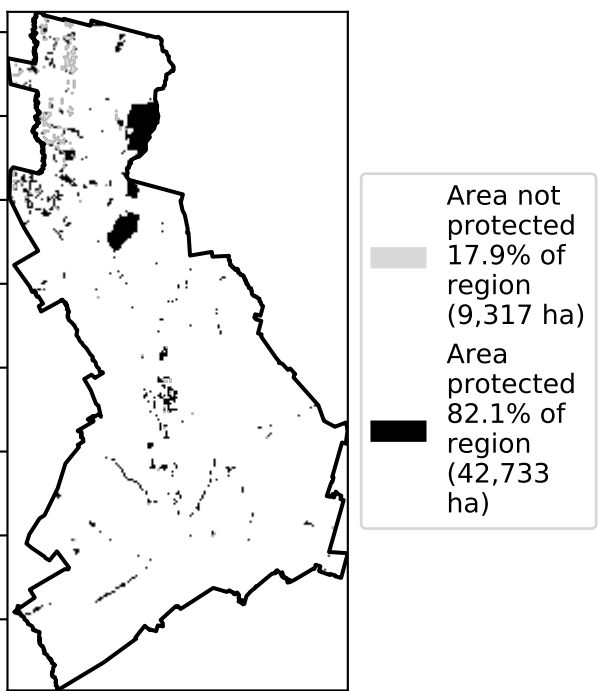 Area not
protected
17.9% of
region
(9,317 ha)
Area
protected
82.1% of
region
(42,733
ha)